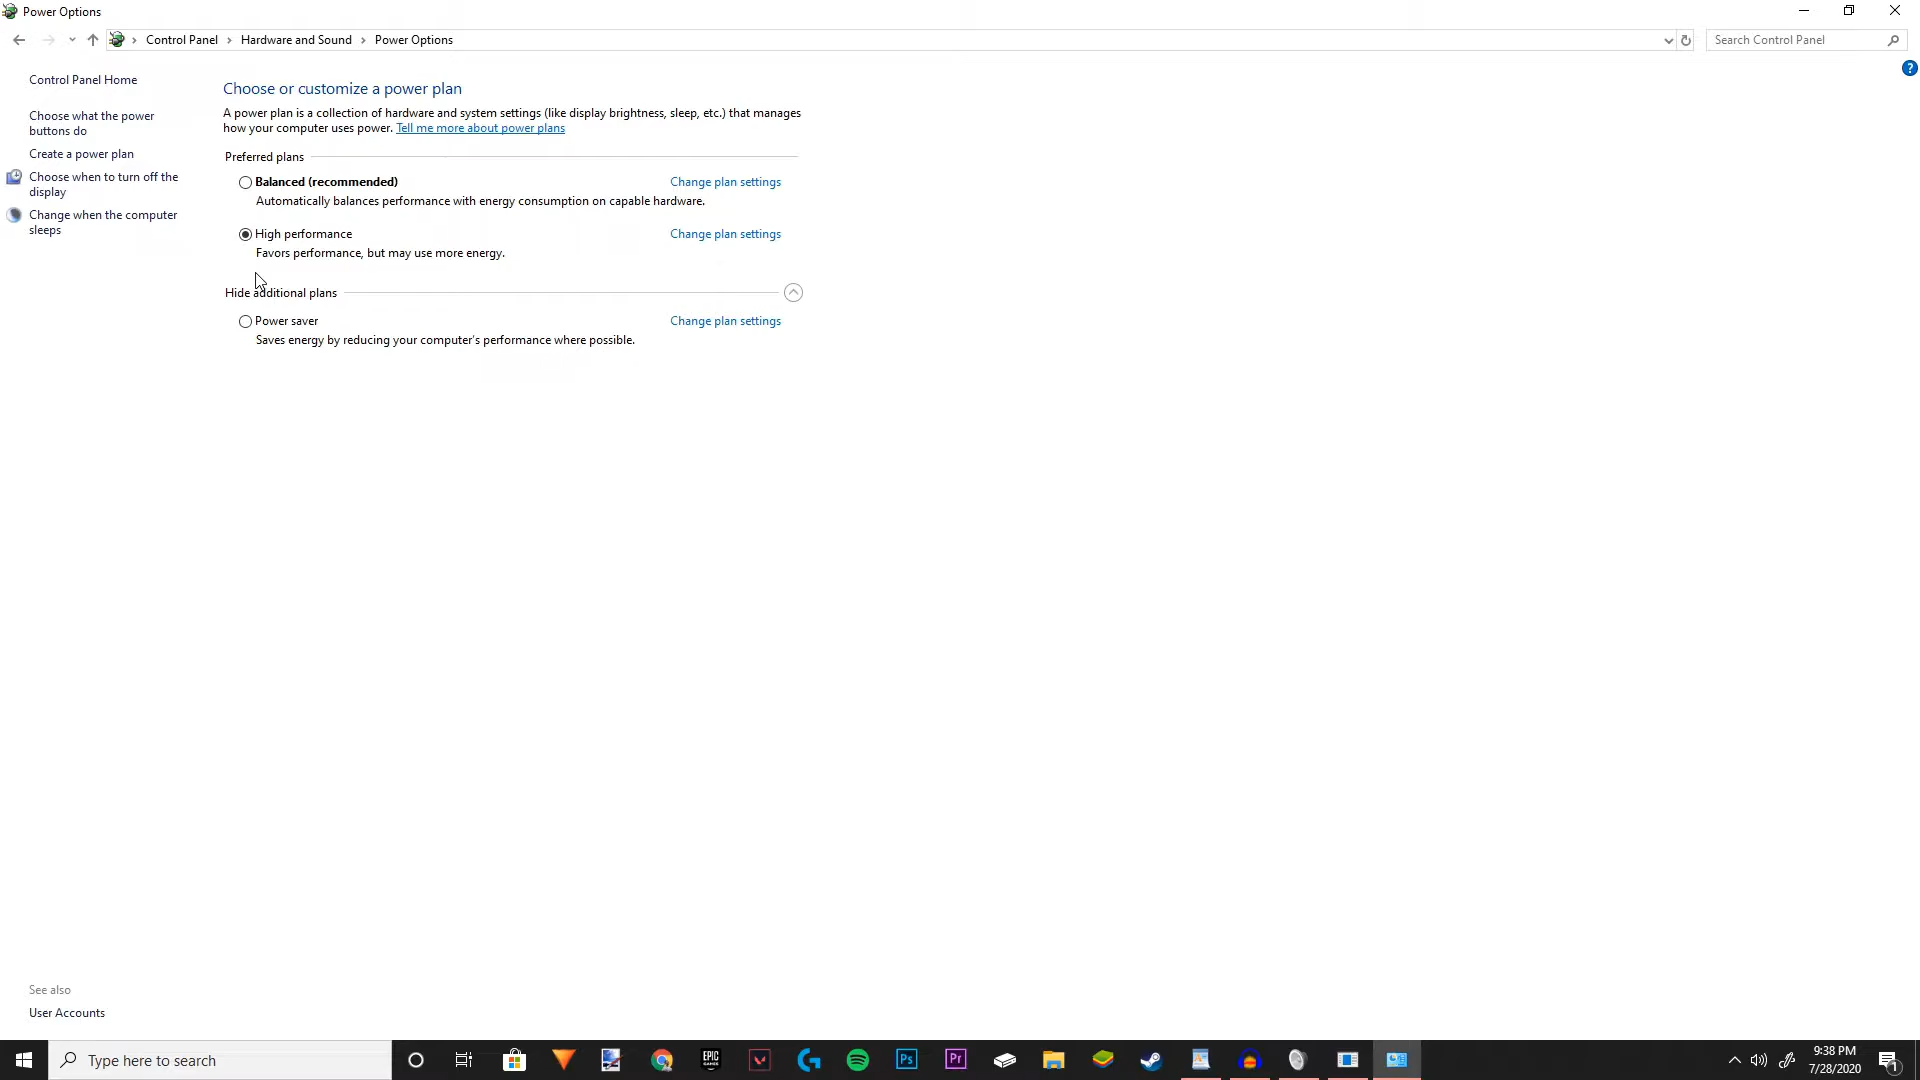 Power Options
Control Panel
Hardware and Sound
Power Options
Search Control Panel
?
Control Panel Home
Choose what the power
buttons do
Create a power plan
Choose when to turn off the
display
Change when the computer
sleeps
Choose or customize a power plan
A power plan is a collection of hardware and system settings (like display brightness, sleep, etc.) that manages
how your computer uses power. Tell me more about power plans
Preferred plans
Balanced (recommended) Change plan settings
Automatically balances performance with energy consumption on capable hardware.
High performance Change plan settings
Favors performance, but may use more energy.
Hide additional plans
Power saver Change plan settings
Saves energy by reducing your computer's performance where possible.
See also
User Accounts
Type here to search
EPIC
GAMES
Ps
Pr
9:38 PM
7/28/2020
1